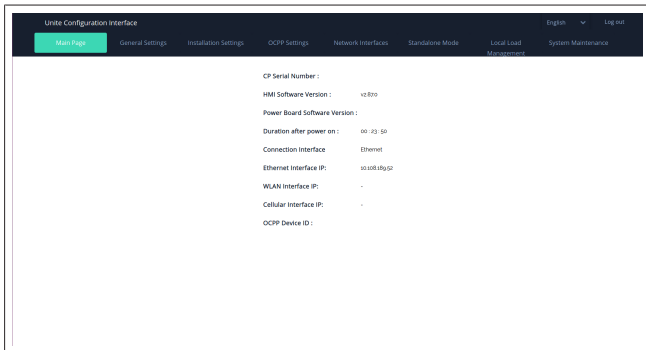 Unite Configuration Interface
English
Log out
Main Page
General Settings
Installation Settings
OCPP Settings
Network Interfaces
Standalone Mode
Local Load
Management
System Maintenance
CP Serial Number :
HMI Software Version : v2.87.0
Power Board Software Version :
Duration after power on : 00 : 23 : 50
Connection Interface Ethernet
Ethernet Interface IP: 10.108.189.52
WLAN Interface IP: -
Cellular Interface IP: -
OCPP Device ID :